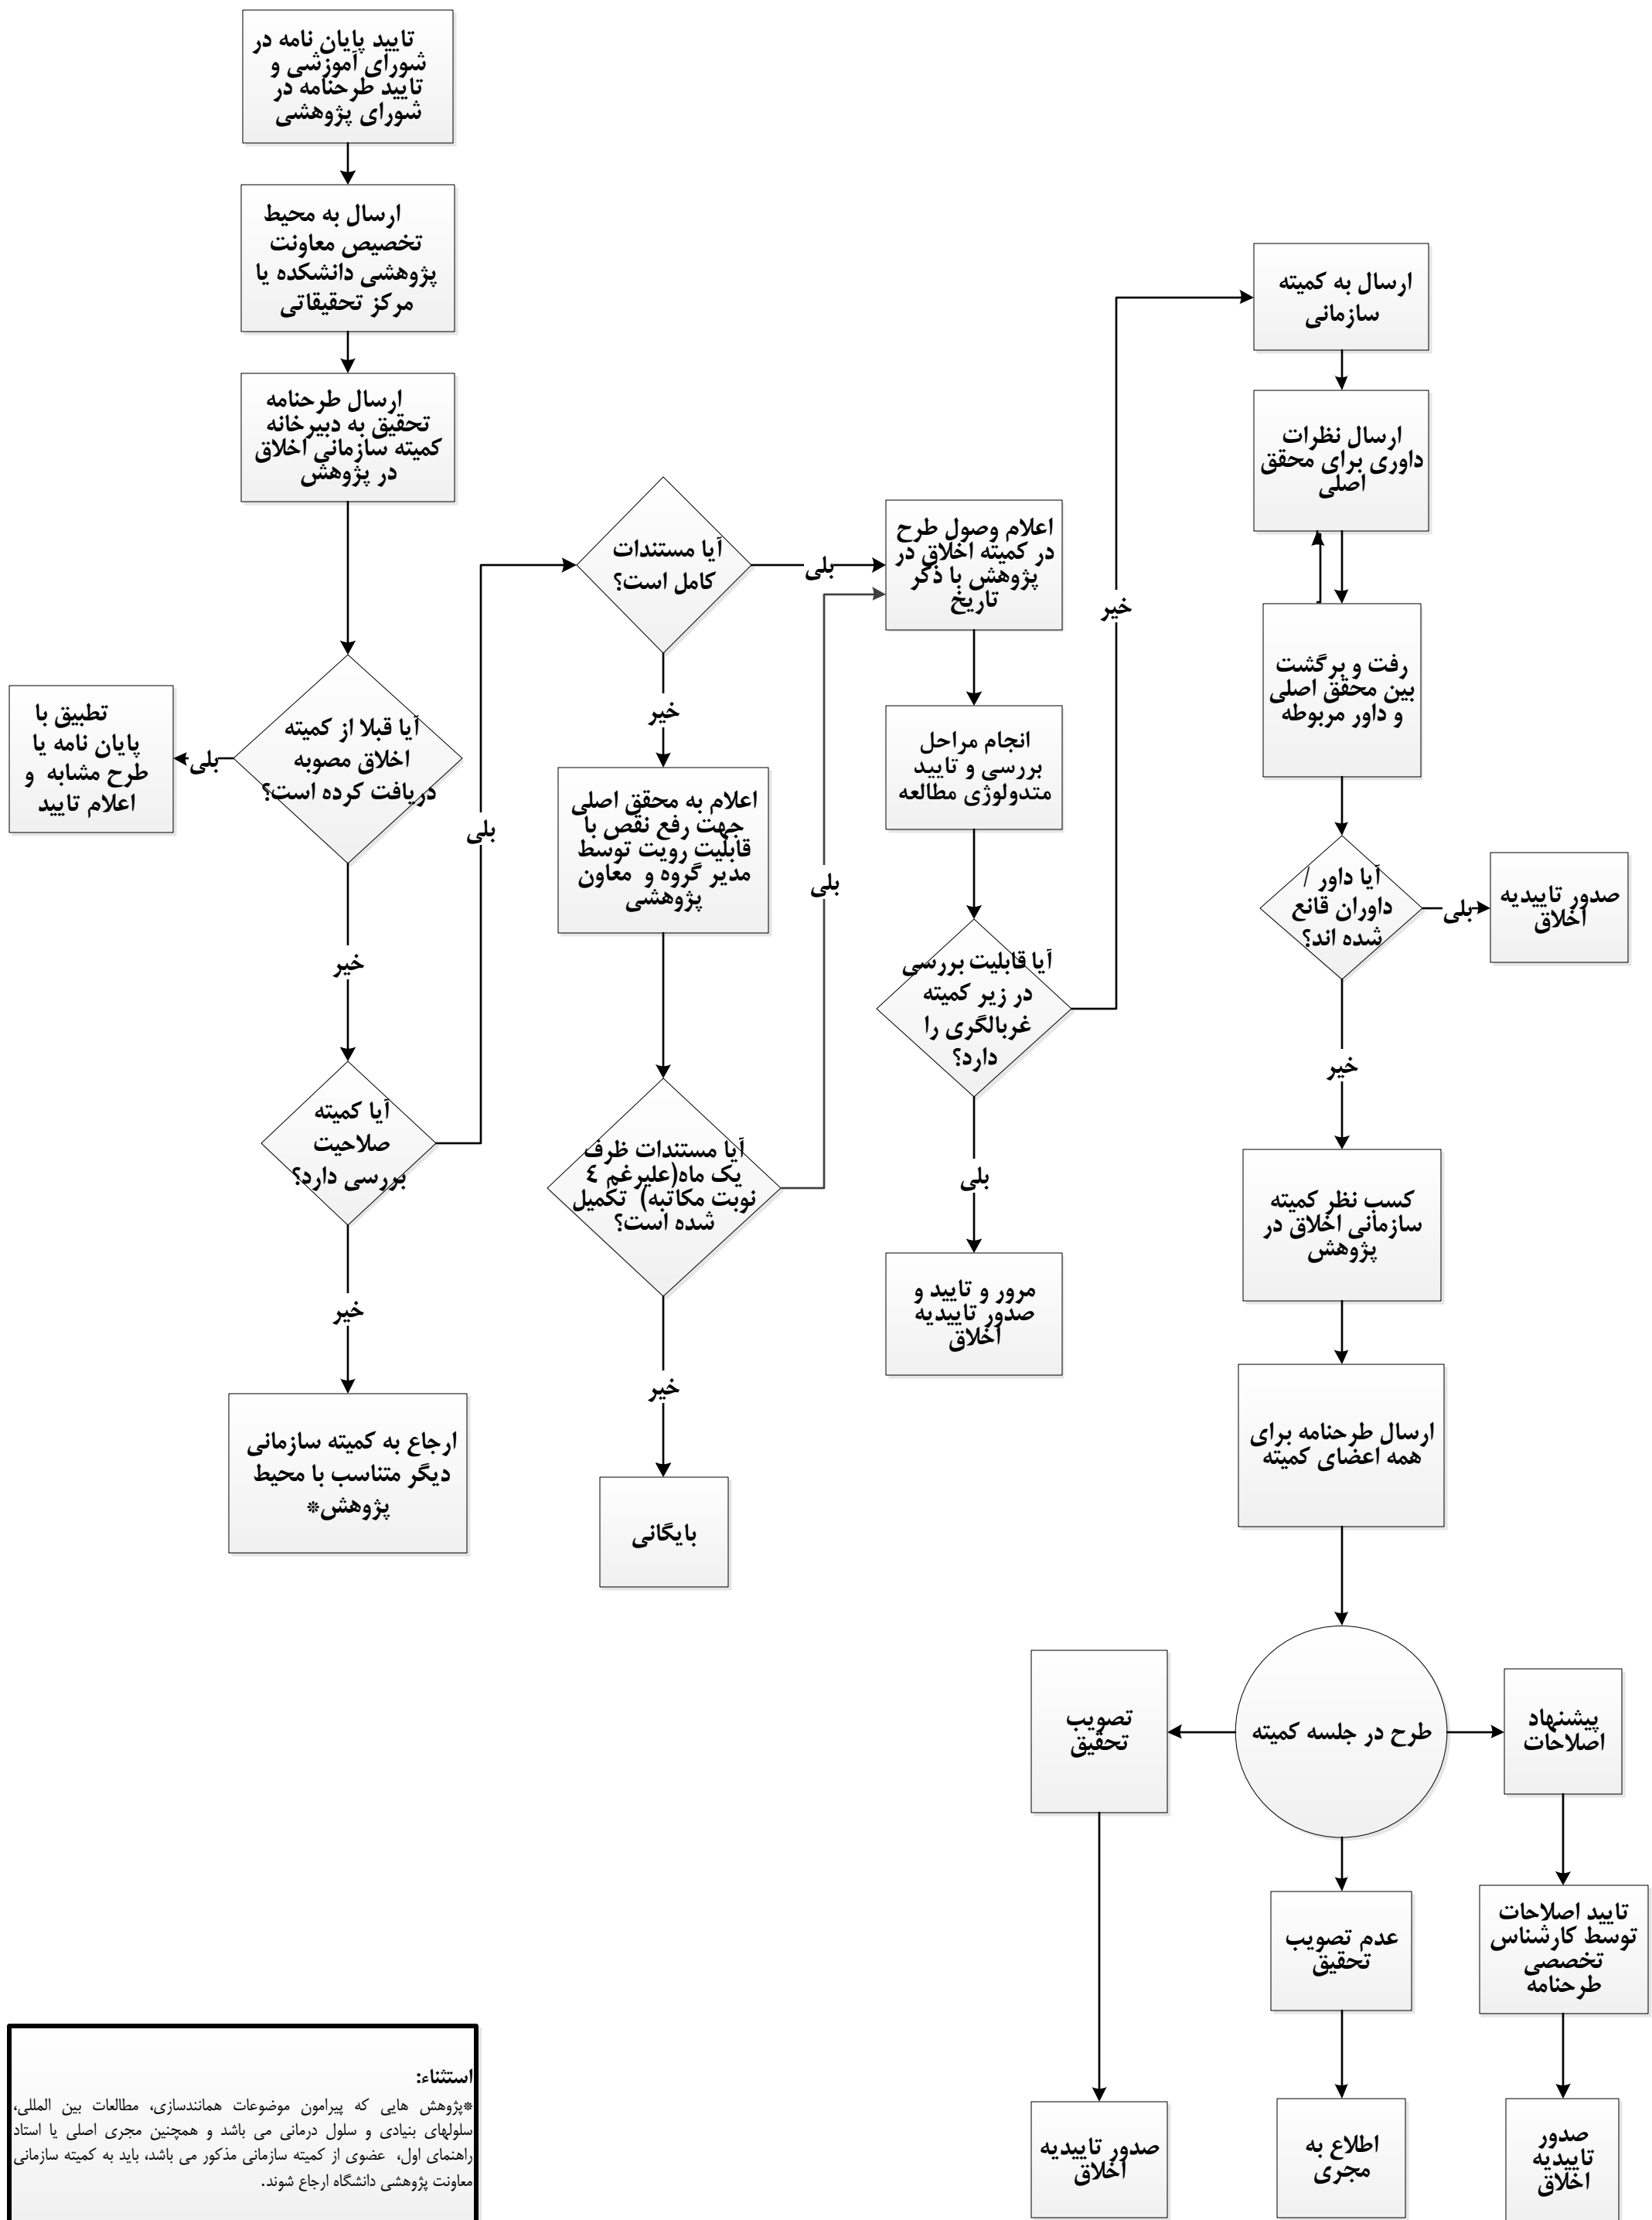 تایید پایان نامه در
شورای آموزشی و
تایید طرحنامه در
شورای پژوهشی
ارسال به محیط
تخصیص معاونت
پژوهشی دانشکده یا
مرکز تحقیقاتی
ارسال طرحنامه
تحقیق به دبیرخانه
کمیته سازمانی اخلاق
در پژوهش
آیا قبلا از کمیته
اخلاق مصوبه
دریافت کرده است؟
بلی
تطبیق با
پایان نامه یا
طرح مشابه و
اعلام تایید
خیر
آیا کمیته
صلاحیت
بررسی دارد؟
بلی
خیر
ارجاع به کمیته سازمانی
دیگر متناسب با محیط
پژوهش*
آیا مستندات
کامل است؟
بلی
خیر
اعلام به محقق اصلی
جهت رفع نقص با
قابلیت رویت توسط
مدیر گروه و معاون
پژوهشی
آیا مستندات ظرف
یک ماه(علیرغم ٤
نوبت مکاتبه) تکمیل
شده است؟
بلی
خیر
بایگانی
اعلام وصول طرح
در کمیته اخلاق در
پژوهش با ذکر
تاریخ
انجام مراحل
بررسی و تایید
متدولوژی مطالعه
آیا قابلیت بررسی
در زیر کمیته
غربالگری را
دارد؟
خیر
بلی
مرور و تایید و
صدور تاییدیه
اخلاق
ارسال به کمیته
سازمانی
ارسال نظرات
داوری برای محقق
اصلی
رفت و برگشت
بین محقق اصلی
و داور مربوطه
آیا داور /
داوران قانع
شده اند؟
بلی
صدور تاییدیه
اخلاق
خیر
کسب نظر کمیته
سازمانی اخلاق در
پژوهش
ارسال طرحنامه برای
همه اعضای کمیته
طرح در جلسه کمیته
پیشنهاد
اصلاحات
تایید اصلاحات
توسط کارشناس
تخصصی
طرحنامه
صدور
تاییدیه
اخلاق
عدم تصویب
تحقیق
اطلاع به
مجری
تصویب
تحقیق
صدور تاییدیه
اخلاق
استثناء:
*پژوهش هایی که پیرامون موضوعات همانندسازی، مطالعات بین المللی،
سلولهای بنیادی و سلول درمانی می باشد و همچنین مجری اصلی یا استاد
راهنمای اول، عضوی از کمیته سازمانی مذکور می باشد، باید به کمیته سازمانی
معاونت پژوهشی دانشگاه ارجاع شوند.